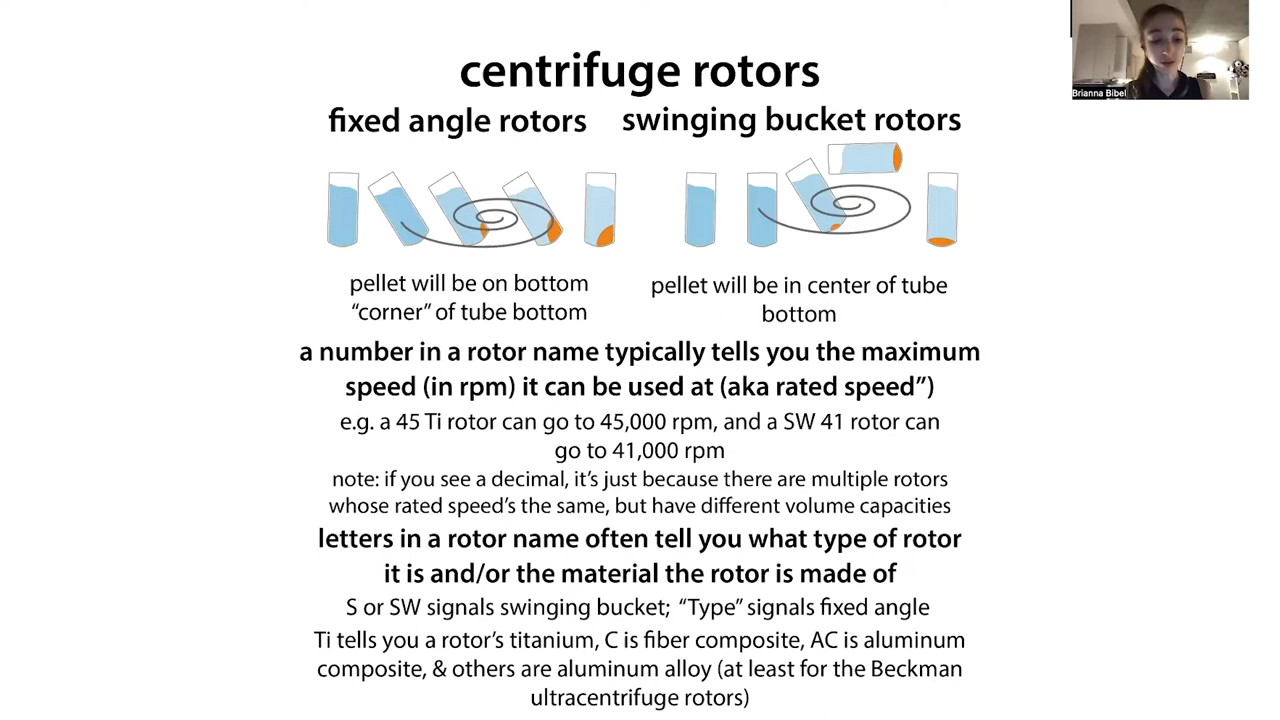 centrifuge rotors
fixed angle rotors
swinging bucket rotors
pellet will be on bottom
“corner” of tube bottom
pellet will be in center of tube
bottom
a number in a rotor name typically tells you the maximum
speed (in rpm) it can be used at (aka rated speed”)
e.g. a 45 Ti rotor can go to 45,000 rpm, and a SW 41 rotor can
go to 41,000 rpm
note: if you see a decimal, it’s just because there are multiple rotors
whose rated speed’s the same, but have different volume capacities
letters in a rotor name often tell you what type of rotor
it is and/or the material the rotor is made of
S or SW signals swinging bucket; “Type” signals fixed angle
Ti tells you a rotor’s titanium, C is fiber composite, AC is aluminum
composite, & others are aluminum alloy (at least for the Beckman
ultracentrifuge rotors)
Brianna Bibel